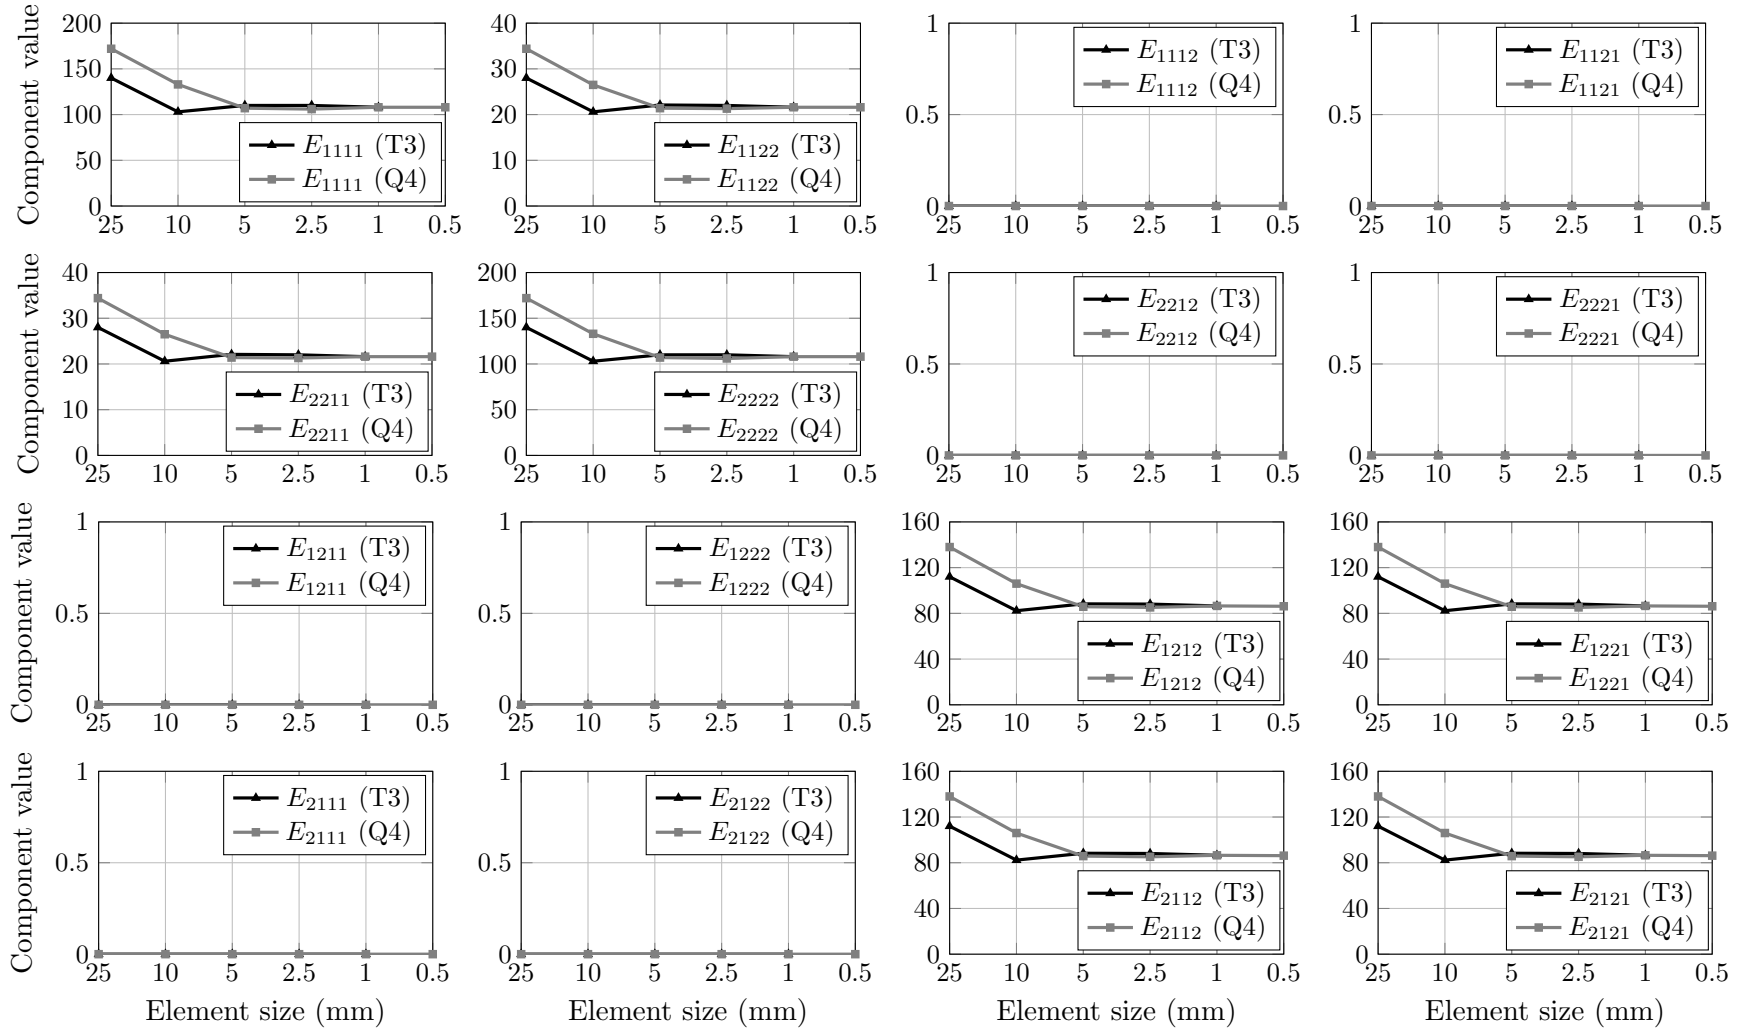 Component value
200
150
100
50
0
E1111 (T3)
E1111 (Q4)
25 10 5 2.5 1 0.5
40
30
20
10
0
E1122 (T3)
E1122 (Q4)
25 10 5 2.5 1 0.5
1
0.5
0
E1112 (T3)
E1112 (Q4)
25 10 5 2.5 1 0.5
1
0.5
0
E1121 (T3)
E1121 (Q4)
25 10 5 2.5 1 0.5
Component value
40
30
20
10
0
E2211 (T3)
E2211 (Q4)
25 10 5 2.5 1 0.5
200
150
100
50
0
E2222 (T3)
E2222 (Q4)
25 10 5 2.5 1 0.5
1
0.5
0
E2212 (T3)
E2212 (Q4)
25 10 5 2.5 1 0.5
1
0.5
0
E2221 (T3)
E2221 (Q4)
25 10 5 2.5 1 0.5
Component value
1
0.5
0
E1211 (T3)
E1211 (Q4)
25 10 5 2.5 1 0.5
1
0.5
0
E1222 (T3)
E1222 (Q4)
25 10 5 2.5 1 0.5
160
120
80
40
0
E1212 (T3)
E1212 (Q4)
25 10 5 2.5 1 0.5
160
120
80
40
0
E1221 (T3)
E1221 (Q4)
25 10 5 2.5 1 0.5
Component value
1
0.5
0
E2111 (T3)
E2111 (Q4)
25 10 5 2.5 1 0.5
Element size (mm)
1
0.5
0
E2122 (T3)
E2122 (Q4)
25 10 5 2.5 1 0.5
Element size (mm)
160
120
80
40
0
E2112 (T3)
E2112 (Q4)
25 10 5 2.5 1 0.5
Element size (mm)
160
120
80
40
0
E2121 (T3)
E2121 (Q4)
25 10 5 2.5 1 0.5
Element size (mm)